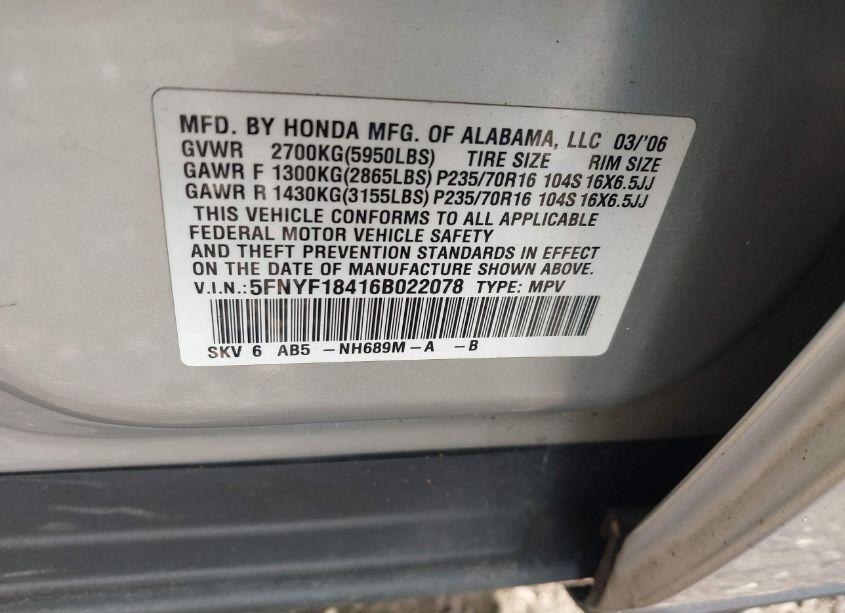 MFD. BY HONDA MFG. OF ALABAMA, LLC 03/'06
GVWR 2700KG(5950LBS) TIRE SIZE RIM SIZE
GAWR F 1300KG(2865LBS) P235/70R16 104S 16X6.5JJ
GAWR R 1430KG(3155LBS) P235/70R16 104S 16X6.5JJ
THIS VEHICLE CONFORMS TO ALL APPLICABLE
FEDERAL MOTOR VEHICLE SAFETY
AND THEFT PREVENTION STANDARDS IN EFFECT
ON THE DATE OF MANUFACTURE SHOWN ABOVE.
V.I.N.: 5FNYF18416B022078 TYPE: MPV
SKV 6 AB5 -NH689M-A -B